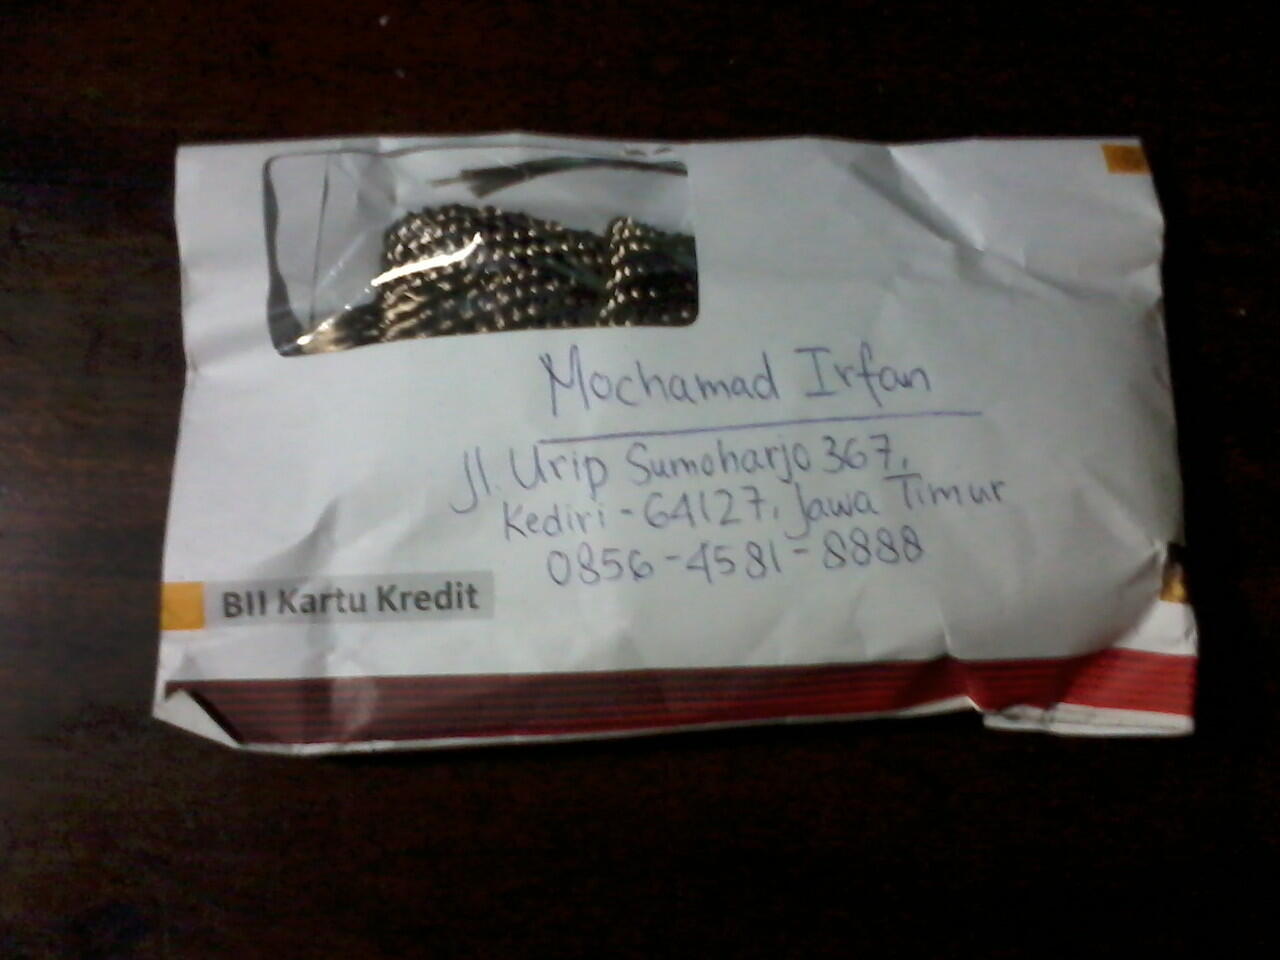 Mochamad Irfan
Jl. Urip Sumoharjo 367,
Kediri - 64127, Jawa Timur
0856-4581-8888
BII Kartu Kredit